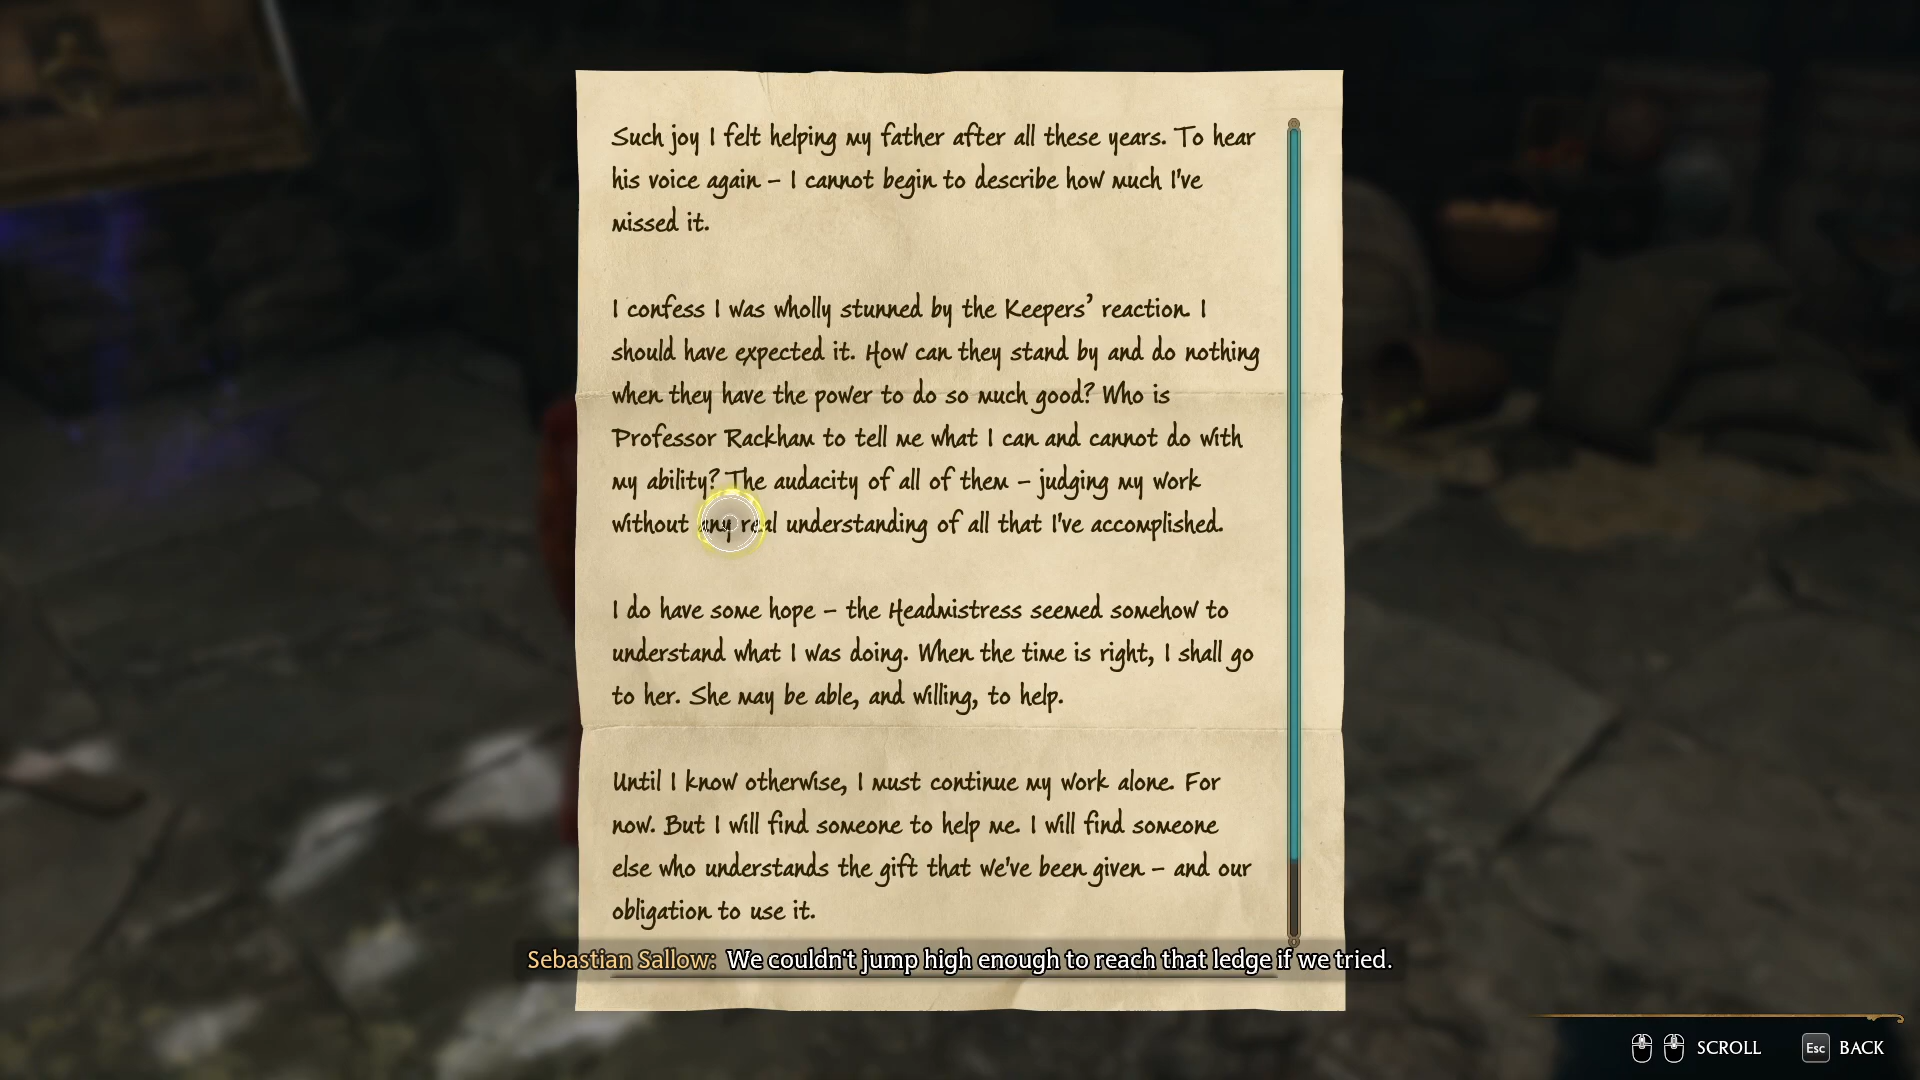 Such joy I felt helping my father after all these years. To hear
his voice again – I cannot begin to describe how much I've
missed it.
I confess I was wholly stunned by the Keepers’ reaction. I
should have expected it. How can they stand by and do nothing
when they have the power to do so much good? Who is
Professor Rackham to tell me what I can and cannot do with
my ability? The audacity of all of them – judging my work
without any real understanding of all that I've accomplished.
I do have some hope – the Headmistress seemed somehow to
understand what I was doing. When the time is right, I shall go
to her. She may be able, and willing, to help.
Until I know otherwise, I must continue my work alone. For
now. But I will find someone to help me. I will find someone
else who understands the gift that we've been given – and our
obligation to use it.
Sebastian Sallow: We couldn't jump high enough to reach that ledge if we tried.
SCROLL Esc BACK